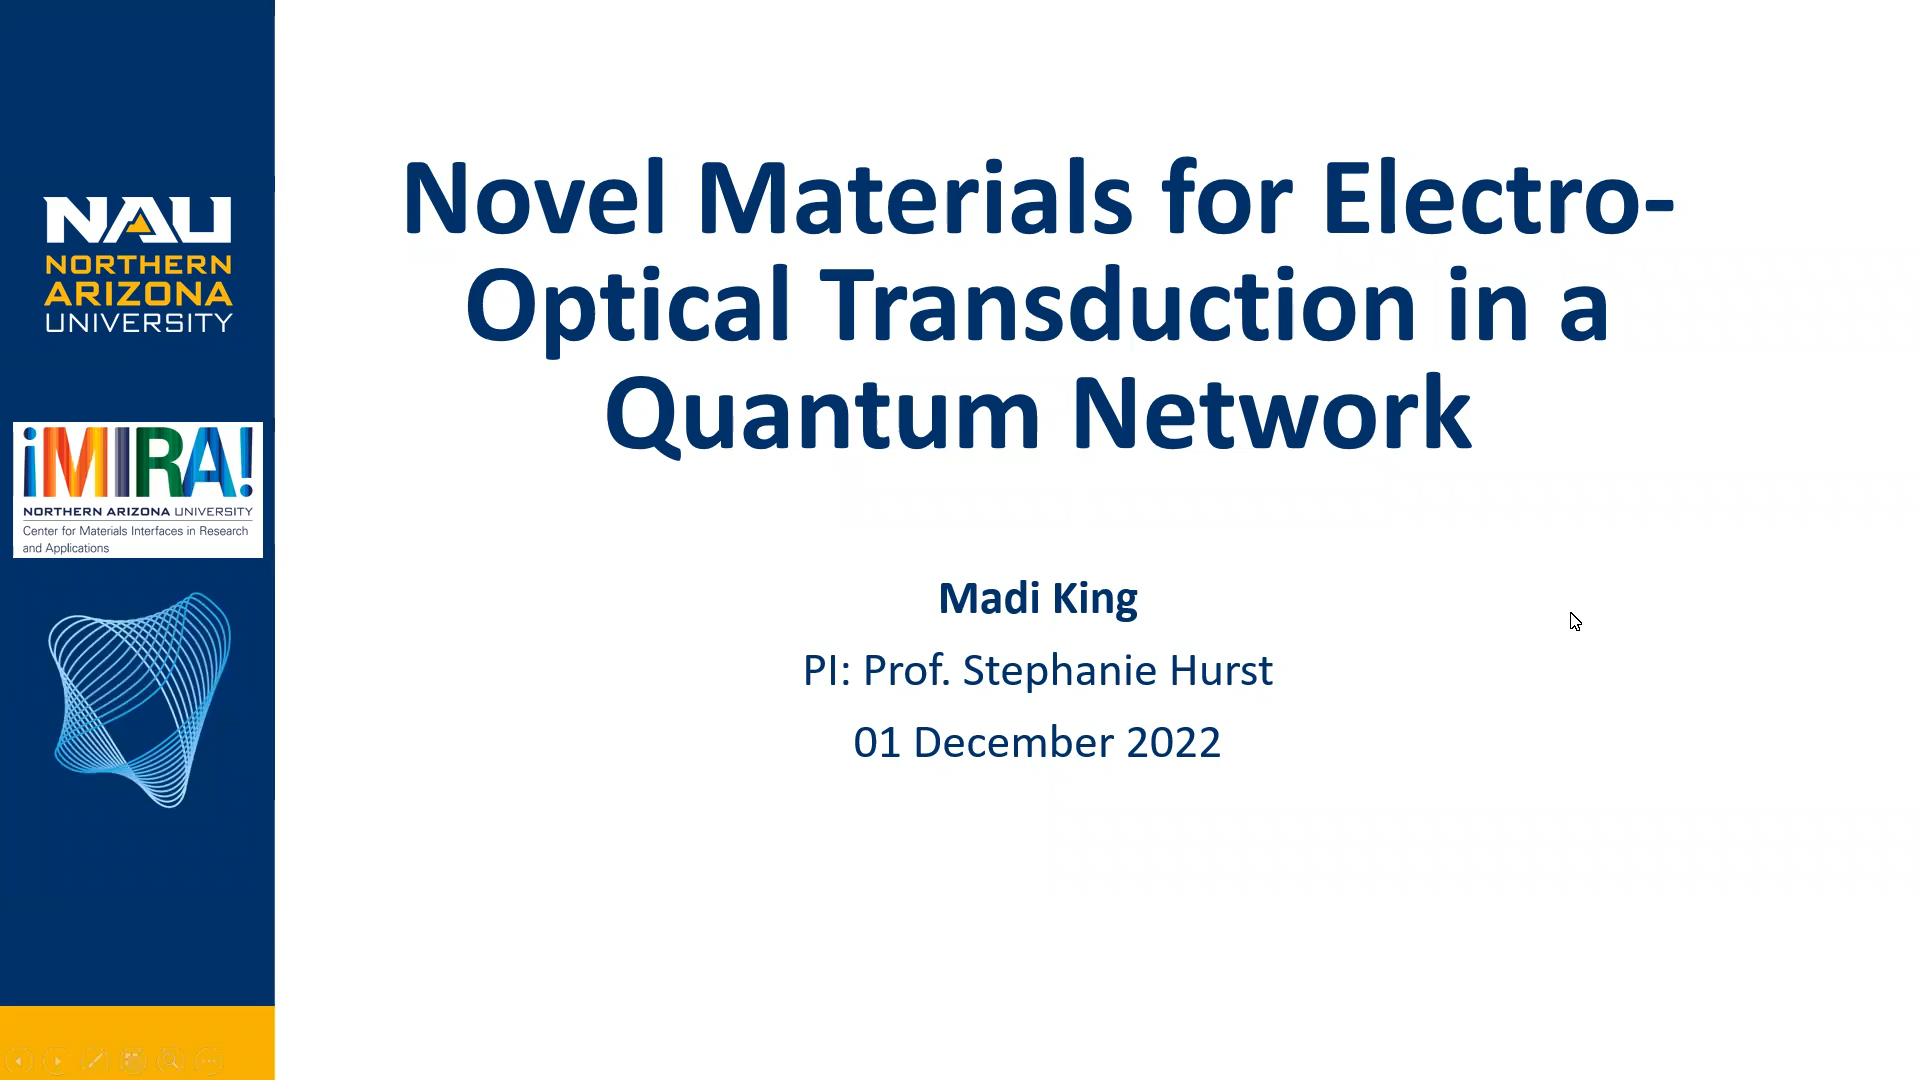 NAU
NORTHERN
ARIZONA
UNIVERSITY
¡MIRA!
NORTHERN ARIZONA UNIVERSITY
Center for Materials Interfaces in Research
and Applications
Novel Materials for Electro-
Optical Transduction in a
Quantum Network
Madi King
PI: Prof. Stephanie Hurst
01 December 2022